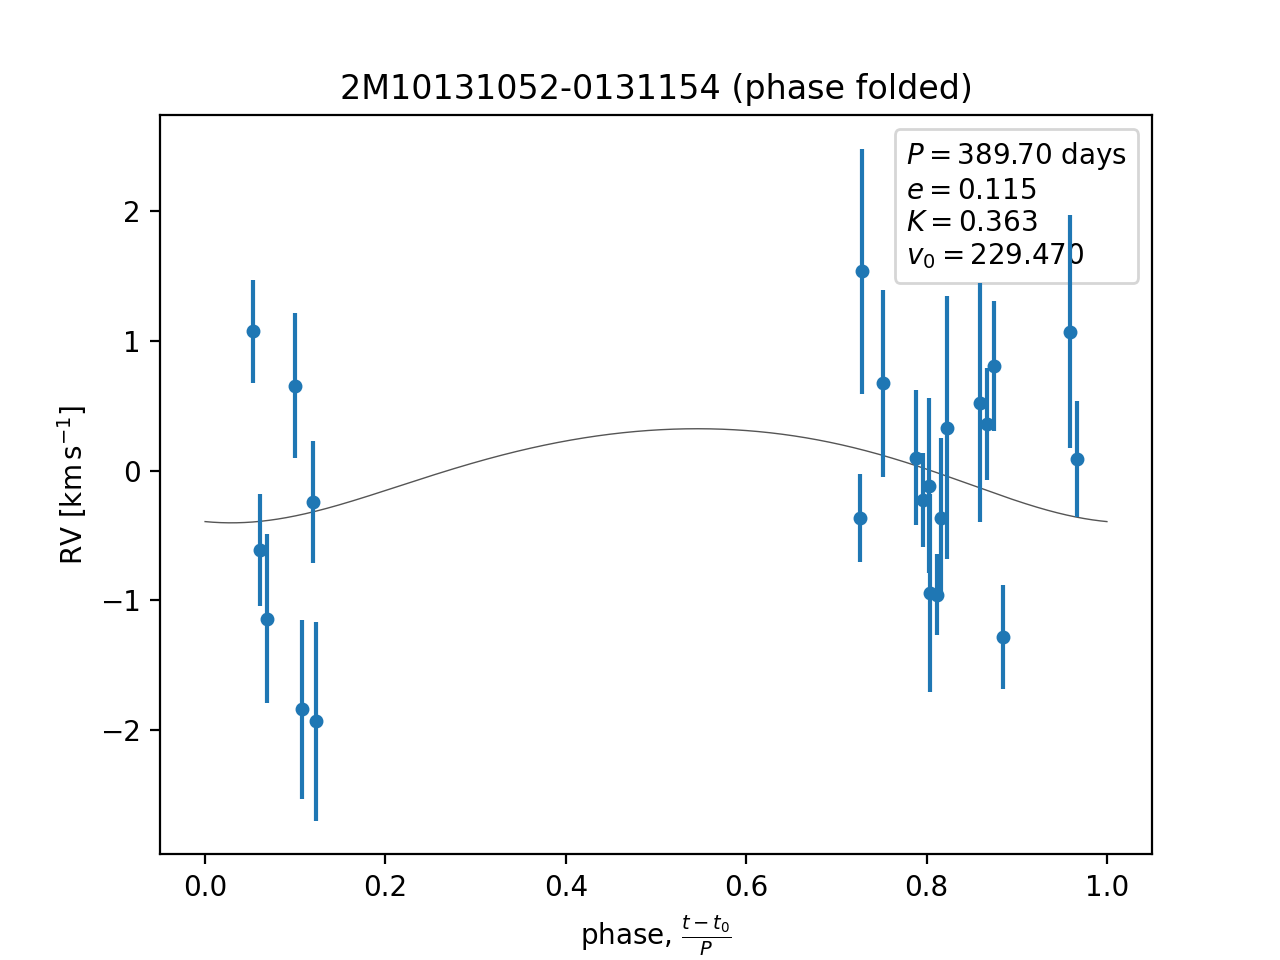 2M10131052-0131154 (phase folded)
P = 389.70 days
e = 0.115
K = 0.363
v₀ = 229.470
2
1
0
−1
−2
RV [km s⁻¹]
0.0 0.2 0.4 0.6 0.8 1.0
phase, (t − t₀)/P